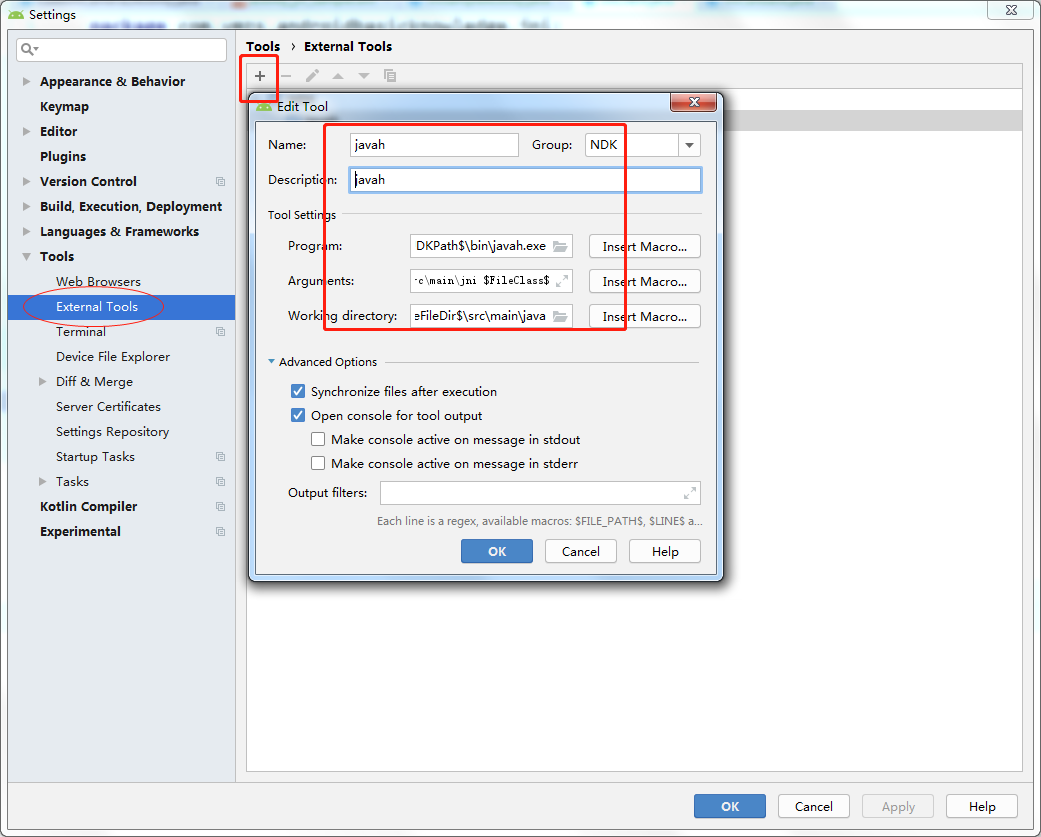 Settings
package com.
Tools › External Tools
Appearance & Behavior
Keymap
Editor
Plugins
Version Control
Build, Execution, Deployment
Languages & Frameworks
Tools
Web Browsers
External Tools
Terminal
Device File Explorer
Diff & Merge
Server Certificates
Settings Repository
Startup Tasks
Tasks
Kotlin Compiler
Experimental
Edit Tool
Name: javah Group: NDK
Description: javah
Tool Settings
Program: DKPath$\bin\javah.exe Insert Macro...
Arguments: c\main\jni $FileClass$ Insert Macro...
Working directory: eFileDir$\src\main\java Insert Macro...
Advanced Options
Synchronize files after execution
Open console for tool output
Make console active on message in stdout
Make console active on message in stderr
Output filters:
Each line is a regex, available macros: $FILE_PATH$, $LINE$ a...
OK Cancel Help
OK Cancel Apply Help